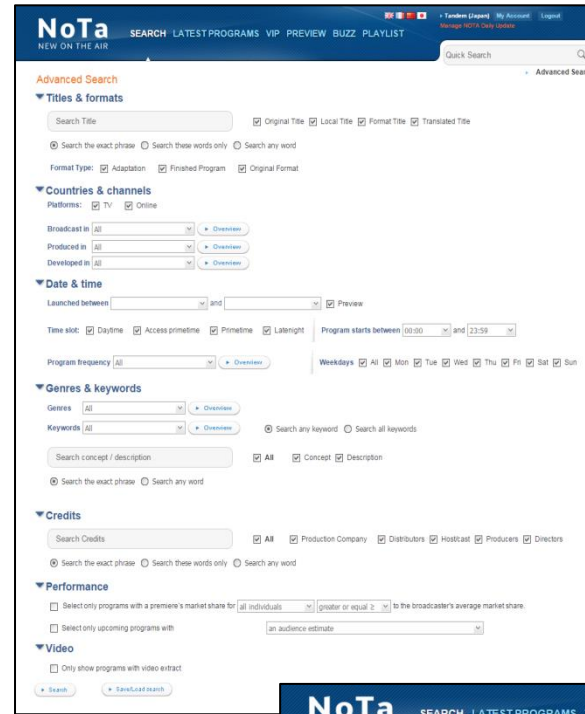 NoTa
NEW ON THE AIR
SEARCH LATEST PROGRAMS VIP PREVIEW BUZZ PLAYLIST
Tandem (Japan) My Account Logout
Manage NOTA Daily Update
Quick Search
Advanced Sear
Advanced Search
Titles & formats
Search Title
Original Title Local Title Format Title Translated Title
Search the exact phrase Search these words only Search any word
Format Type: Adaptation Finished Program Original Format
Countries & channels
Platforms: TV Online
Broadcast in All Overview
Produced in All Overview
Developed in All Overview
Date & time
Launched between and Preview
Time slot: Daytime Access primetime Primetime Latenight Program starts between 00:00 and 23:59
Program frequency All Overview Weekdays All Mon Tue Wed Thu Fri Sat Sun
Genres & keywords
Genres All Overview
Keywords All Overview Search any keyword Search all keywords
Search concept / description All Concept Description
Search the exact phrase Search any word
Credits
Search Credits All Production Company Distributors Host/cast Producers Directors
Search the exact phrase Search these words only Search any word
Performance
Select only programs with a premiere's market share for all individuals greater or equal ≥ to the broadcaster's average market share.
Select only upcoming programs with an audience estimate
Video
Only show programs with video extract
Search Save/Load search
NoTa SEARCH LATEST PROGRAMS